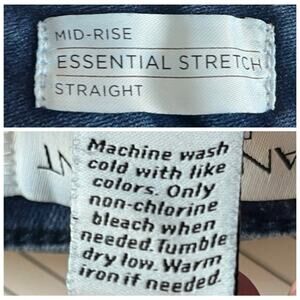 MID-RISE
ESSENTIAL STRETCH
STRAIGHT
Machine wash
cold with like
colors. Only
non-chlorine
bleach when
needed. Tumble
dry low. Warm
iron if needed.